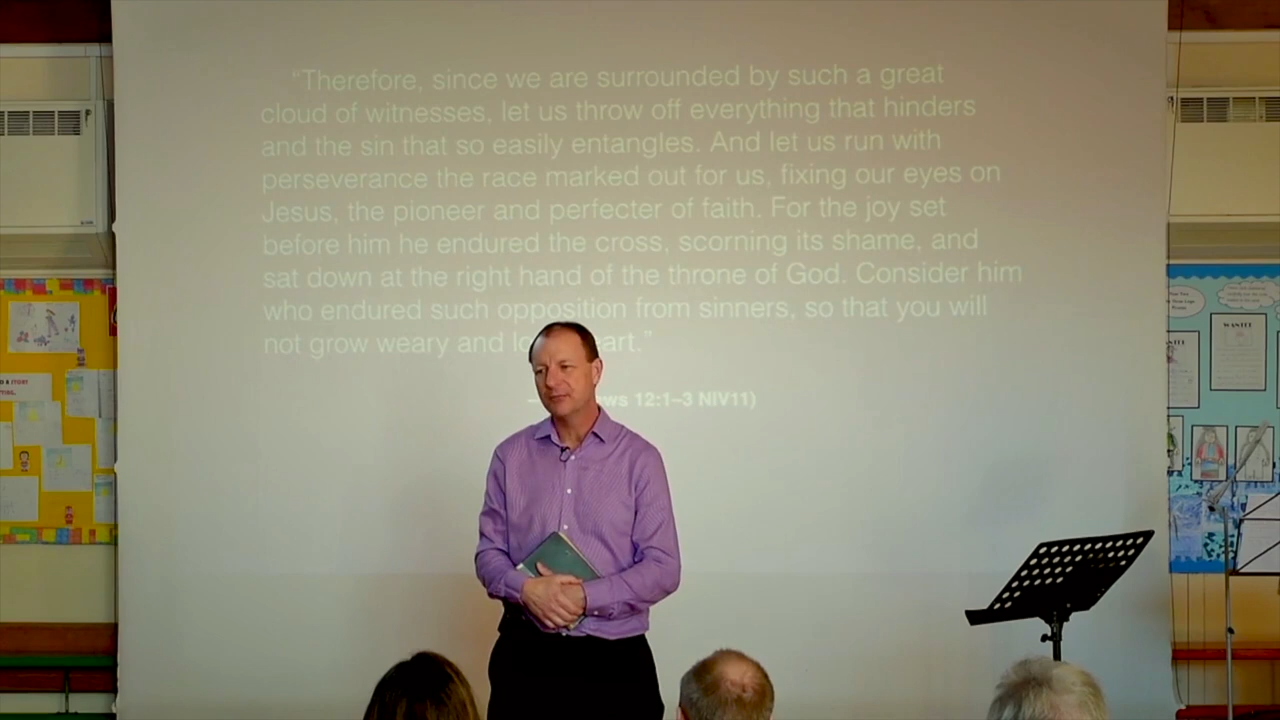 “Therefore, since we are surrounded by such a great
cloud of witnesses, let us throw off everything that hinders
and the sin that so easily entangles. And let us run with
perseverance the race marked out for us, fixing our eyes on
Jesus, the pioneer and perfecter of faith. For the joy set
before him he endured the cross, scorning its shame, and
sat down at the right hand of the throne of God. Consider him
who endured such opposition from sinners, so that you will
not grow weary and
12:1–3 NIV11)
WANTED